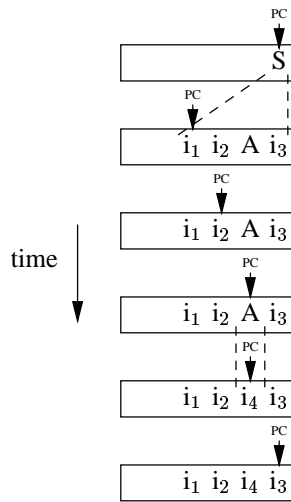 PC
S
PC
i₁ i₂ A i₃
PC
i₁ i₂ A i₃
time
PC
i₁ i₂ A i₃
PC
i₁ i₂ i₄ i₃
PC
i₁ i₂ i₄ i₃